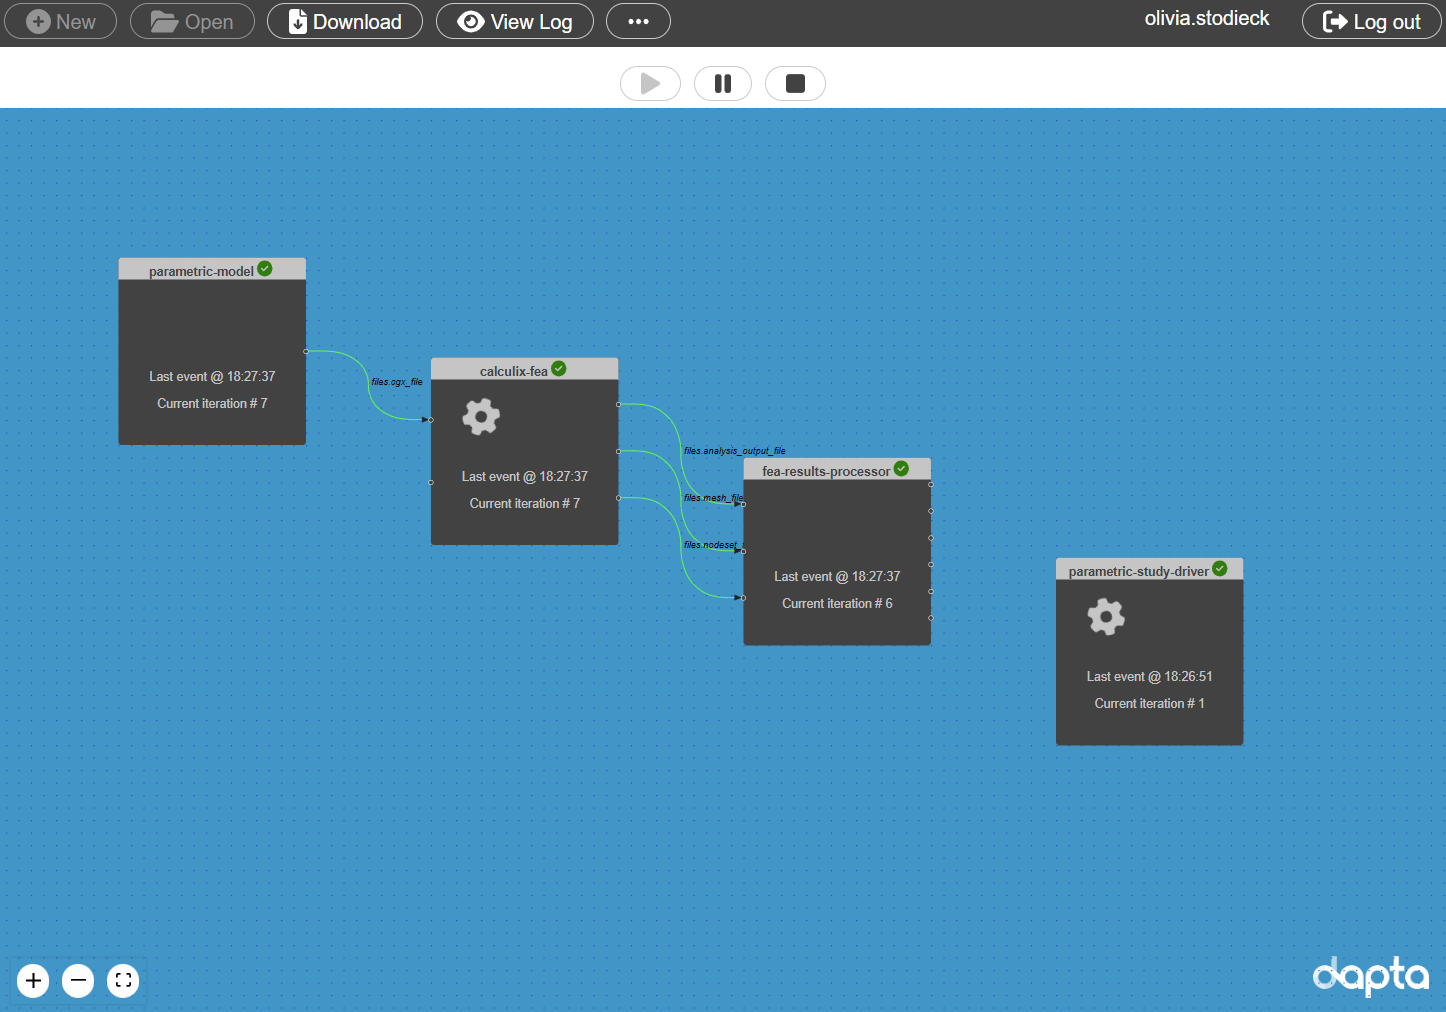 New
Open
Download
View Log
olivia.stodieck
Log out
parametric-model
Last event @ 18:27:37
Current iteration # 7
files.cgx_file
calculix-fea
Last event @ 18:27:37
Current iteration # 7
files.analysis_output_file
files.mesh_file
files.nodeset_
fea-results-processor
Last event @ 18:27:37
Current iteration # 6
parametric-study-driver
Last event @ 18:26:51
Current iteration # 1
dapta